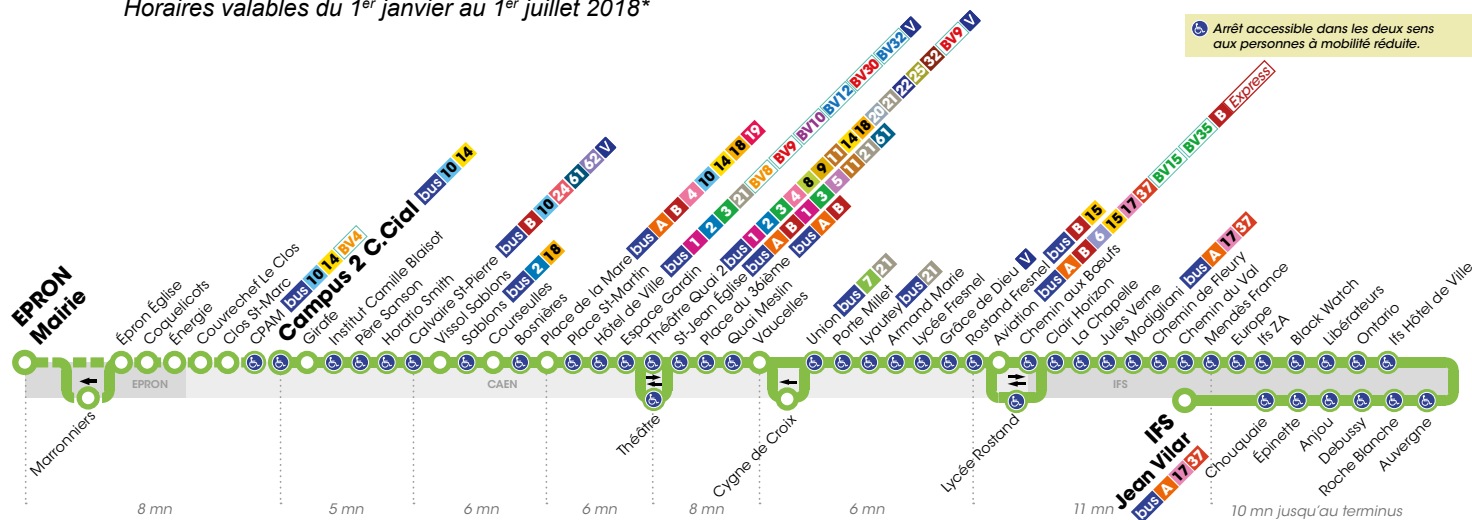 Horaires valables du 1er janvier au 1er juillet 2018*
Arrêt accessible dans les deux sens
aux personnes à mobilité réduite.
EPRON
Mairie
Marronniers
Épron Église
Coquelicots
Énergie
Couvrechef Le Clos
Clos St-Marc
CPAM bus 10 14 BV4
Campus 2 C.Cial bus 10 14
Girafe
Institut Camille Blaisot
Père Sanson
Horatio Smith
Calvaire St-Pierre bus B 10 24 61 62 V
Vissol Sablons
Sablons bus 2 18
Courseulles
Bosnières
Place de la Mare bus A B 4 10 14 18 19
Place St-Martin
Hôtel de Ville bus 1 2 3 21 BV8 BV9 BV10 BV12 BV30 BV32 V
Espace Garatin
Théâtre Quai 2 bus 1 2 3 4 8 9 11 14 18 20 21 22 25 32 BV9 V
Théâtre
St-Jean Église bus A B 1 3 5 11 21 61
Place du 36ième bus A B
Quai Meslin
Vaucelles
Cygne de Croix
Union bus 7 21
Porte Millet
Lyautey bus 21
Armand Marie
Lycée Fresnel
Grâce de Dieu V
Rostand Fresnel bus B 15
Aviation bus A B 6 15 17 37 BV15 BV35 B Express
Lycée Rostand
Chemin aux Bœufs
Clair Horizon
La Chapelle
Jules Verne
Modigliani bus A 17 37
Chemin de Fleury
Chemin du Val
Mendès France
Europe
Ifs ZA
Black Watch
Libérateurs
Ontario
Ifs Hôtel de Ville
EPRON
CAEN
IFS
IFS
Jean Vilar
bus A 17 37
Chouquaie
Épinette
Anjou
Debussy
Roche Blanche
Auvergne
8 mn
5 mn
6 mn
6 mn
8 mn
6 mn
11 mn
10 mn jusqu'au terminus